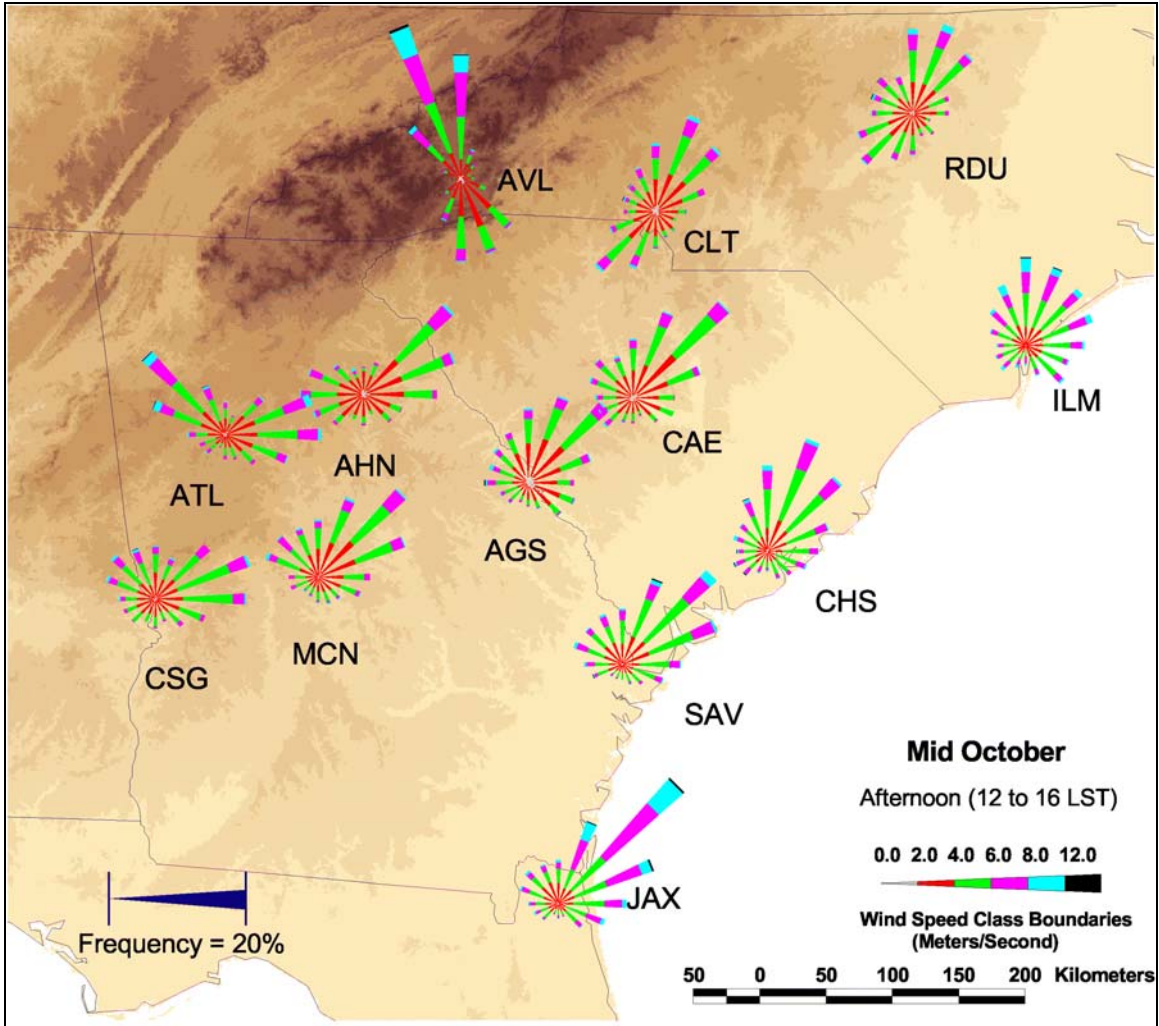 AVL
RDU
CLT
ILM
ATL
AHN
CAE
AGS
CHS
CSG
MCN
SAV
JAX
Mid October
Afternoon (12 to 16 LST)
0.0 2.0 4.0 6.0 8.0 12.0
Wind Speed Class Boundaries
(Meters/Second)
Frequency = 20%
50 0 50 100 150 200 Kilometers